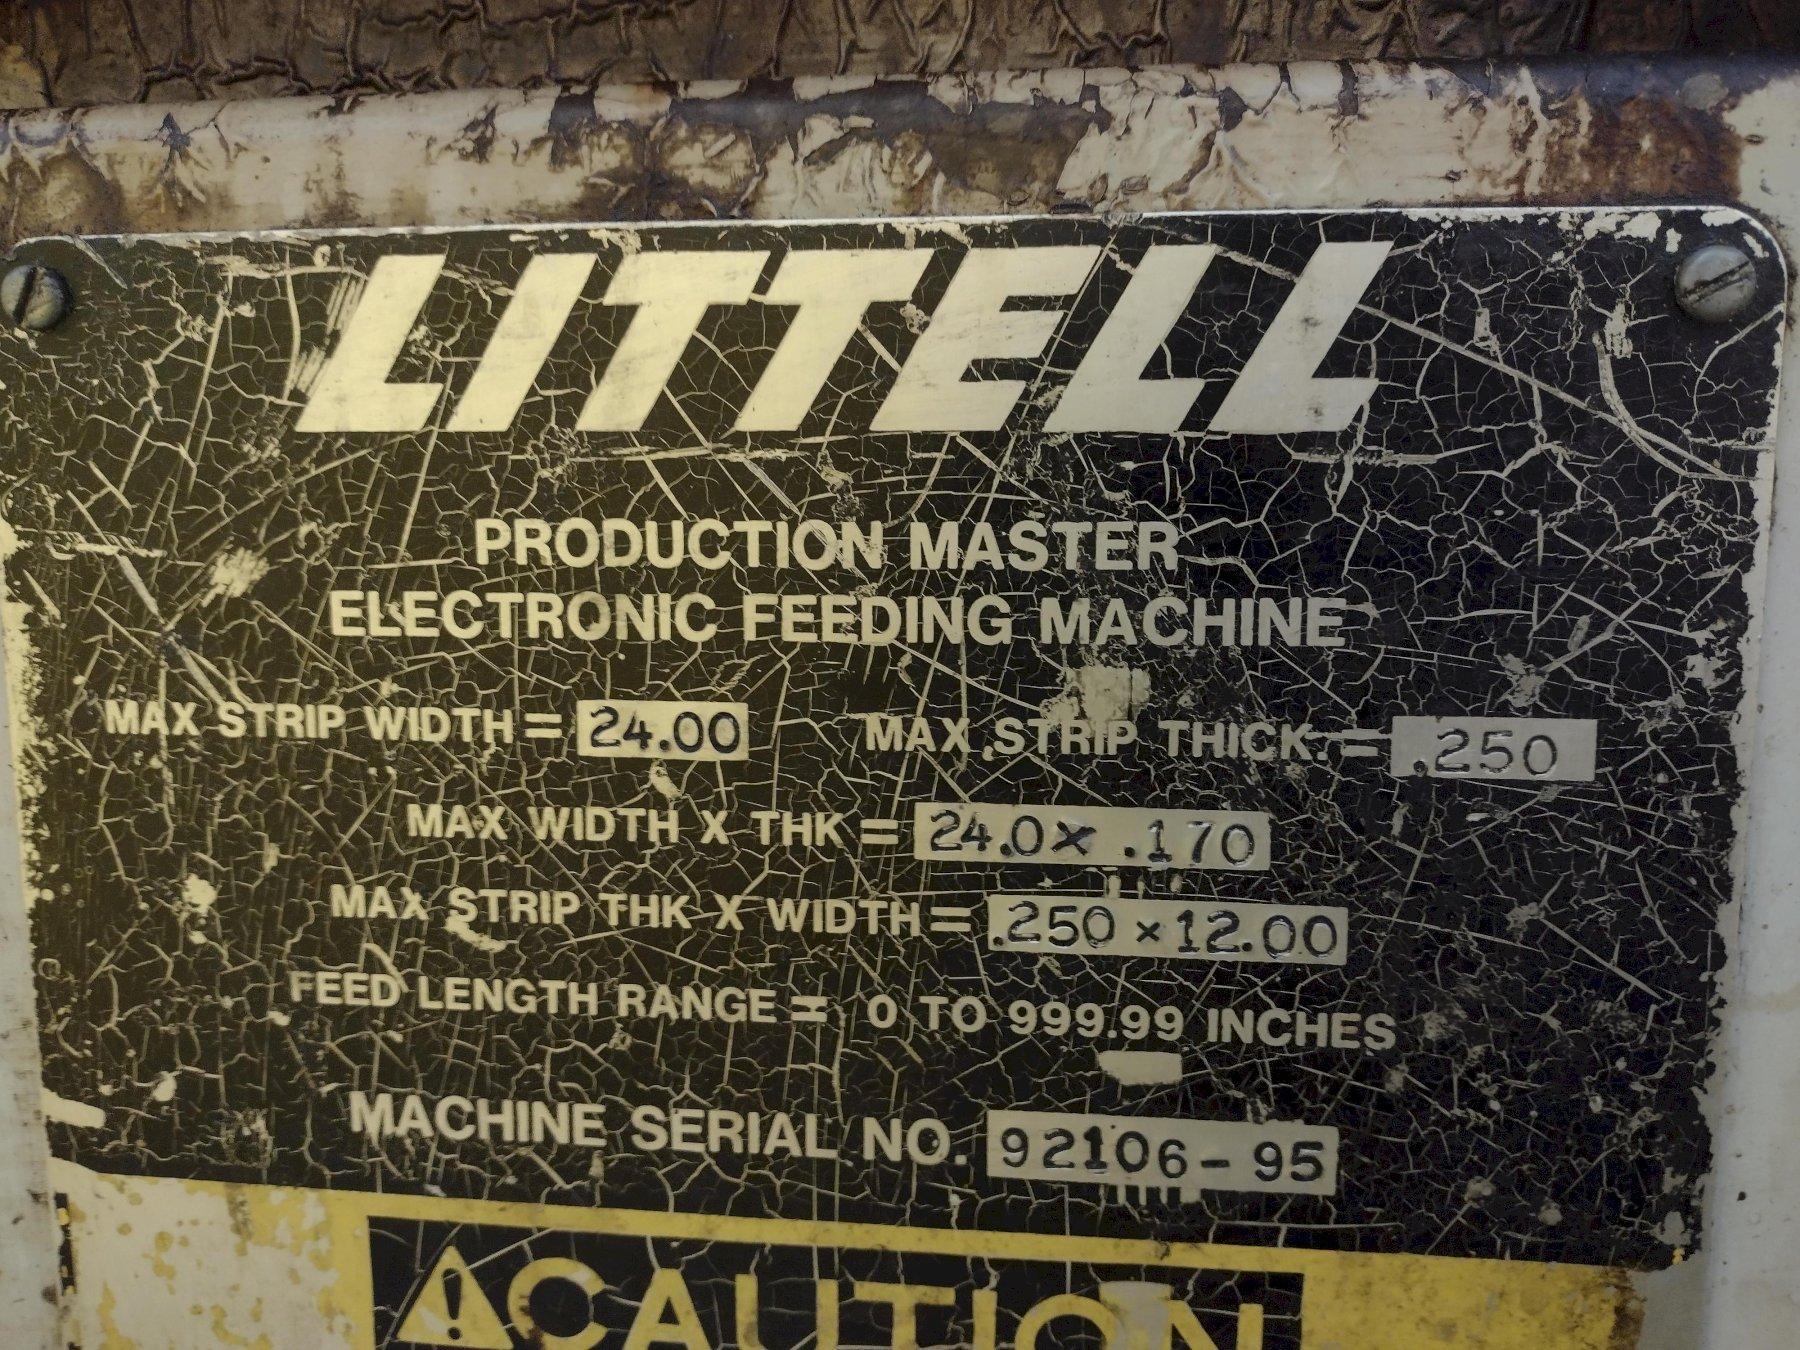 LITTELL
PRODUCTION MASTER
ELECTRONIC FEEDING MACHINE
MAX STRIP WIDTH = 24.00 MAX STRIP THICK. = .250
MAX WIDTH X THK = 24.0 x .170
MAX STRIP THK X WIDTH = .250 x 12.00
FEED LENGTH RANGE = 0 TO 999.99 INCHES
MACHINE SERIAL NO. 92106-95
CAUTION